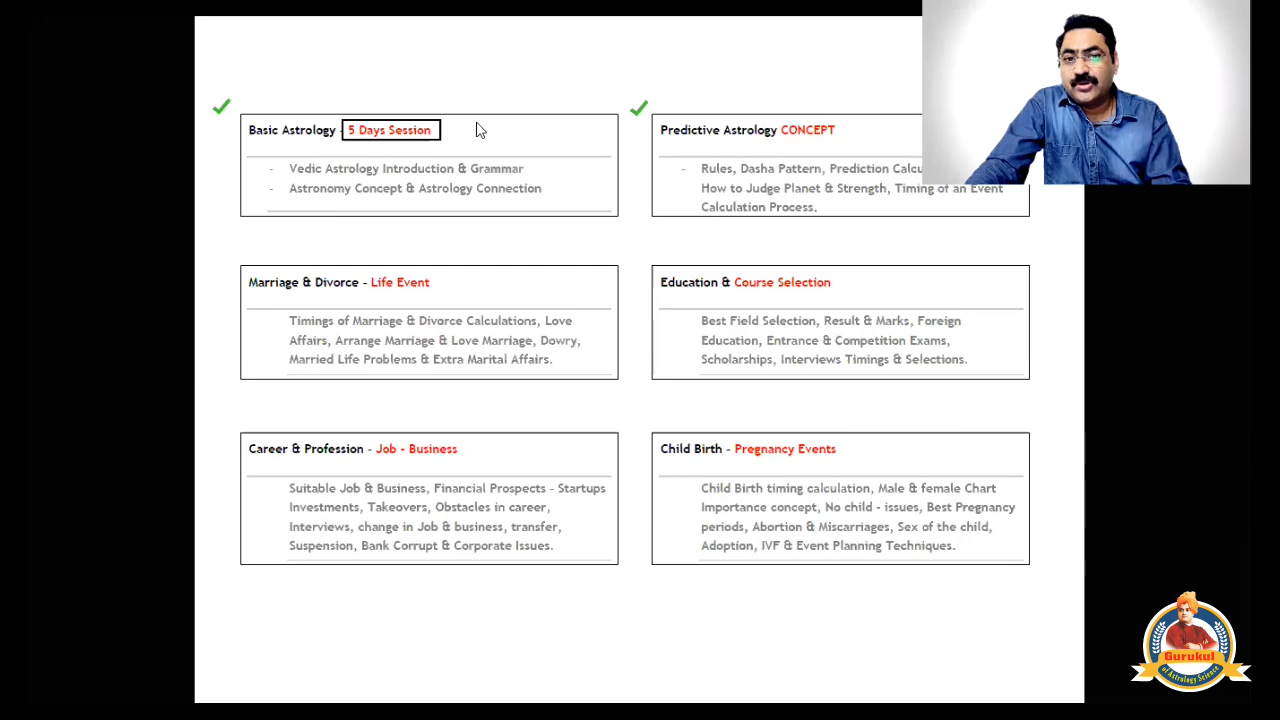 Basic Astrology - 5 Days Session
- Vedic Astrology Introduction & Grammar
- Astronomy Concept & Astrology Connection
Predictive Astrology CONCEPT
- Rules, Dasha Pattern, Prediction
How to Judge Planet & Strength, Timing of an Event
Calculation Process,
Marriage & Divorce - Life Event
Timings of Marriage & Divorce Calculations, Love
Affairs, Arrange Marriage & Love Marriage, Dowry,
Married Life Problems & Extra Marital Affairs.
Education & Course Selection
Best Field Selection, Result & Marks, Foreign
Education, Entrance & Competition Exams,
Scholarships, Interviews Timings & Selections.
Career & Profession - Job - Business
Suitable Job & Business, Financial Prospects - Startups
Investments, Takeovers, Obstacles in career,
Interviews, change in Job & business, transfer,
Suspension, Bank Corrupt & Corporate Issues.
Child Birth - Pregnancy Events
Child Birth timing calculation, Male & female Chart
Importance concept, No child - issues, Best Pregnancy
periods, Abortion & Miscarriages, Sex of the child,
Adoption, IVF & Event Planning Techniques.
Gurukul
of Astrology Science